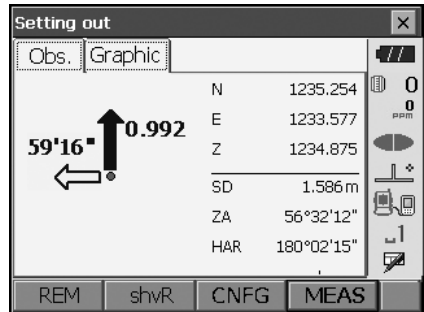 Setting out
Obs. Graphic
N 1235.254
E 1233.577
Z 1234.875
SD 1.586m
ZA 56°32'12"
HAR 180°02'15"
0.992
59'16"
0
0
PPM
1
REM shvR CNFG MEAS